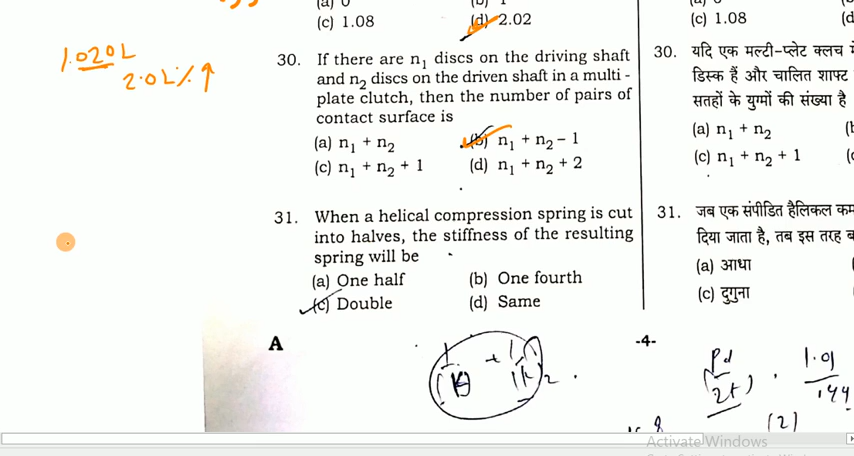 (a) 0
(b) 1
(c) 1.08
(d) 2.02
1.020L
2.02%↑
30. If there are n₁ discs on the driving shaft
and n₂ discs on the driven shaft in a multi-
plate clutch, then the number of pairs of
contact surface is
(a) n₁ + n₂
(b) n₁ + n₂ – 1
(c) n₁ + n₂ + 1
(d) n₁ + n₂ + 2
31. When a helical compression spring is cut
into halves, the stiffness of the resulting
spring will be
(a) One half
(b) One fourth
(c) Double
(d) Same
A
-4-
(c) 1.08
(d
30. यदि एक मल्टी-प्लेट क्लच
डिस्क हैं और चालित शाफ्ट
सतहों के युग्मों की संख्या है
(a) n₁ + n₂
(c) n₁ + n₂ + 1
31. जब एक संपीडित हैलिकल
दिया जाता है, तब इस तरह
(a) आधा
(c) दुगुना
Pd
2t
1.01
144
(2)
Activate Windows